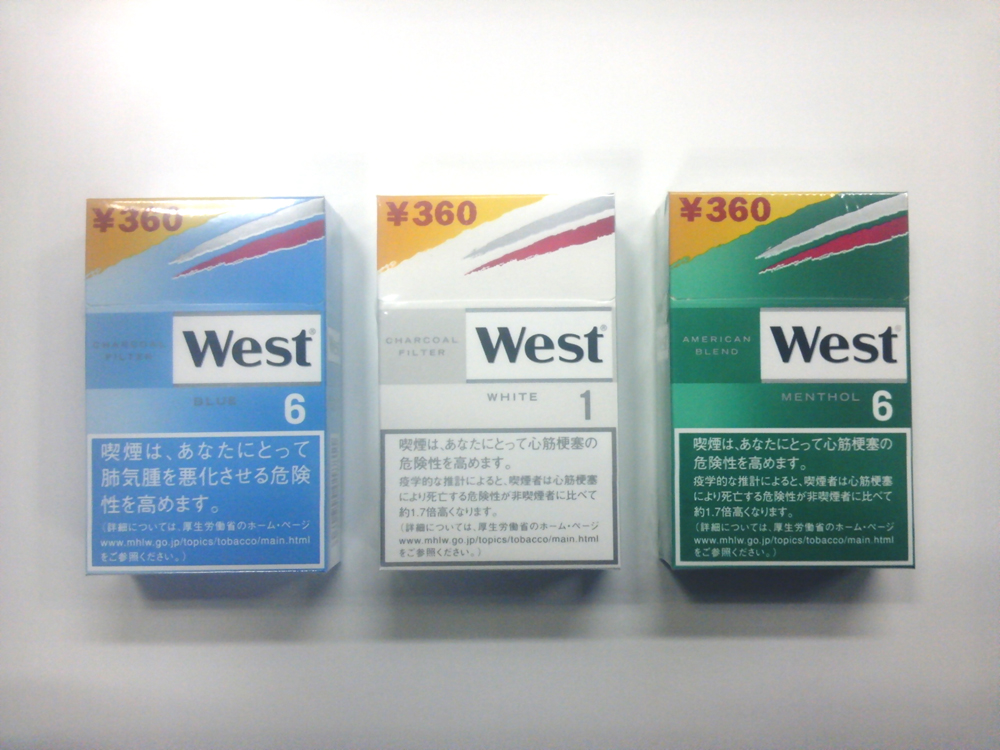 ¥360
West®
CHARCOAL
FILTER
BLUE
6
喫煙は、あなたにとって
肺気腫を悪化させる危険
性を高めます。
(詳細については、厚生労働省のホーム・ページ
www.mhlw.go.jp/topics/tobacco/main.html
をご参照ください。)
¥360
West®
CHARCOAL
FILTER
WHITE
1
喫煙は、あなたにとって心筋梗塞の
危険性を高めます。
疫学的な推計によると、喫煙者は心筋梗塞
により死亡する危険性が非喫煙者に比べて
約1.7倍高くなります。
(詳細については、厚生労働省のホーム・ページ
www.mhlw.go.jp/topics/tobacco/main.html
をご参照ください。)
¥360
West®
AMERICAN
BLEND
MENTHOL
6
喫煙は、あなたにとって心筋梗塞の
危険性を高めます。
疫学的な推計によると、喫煙者は心筋梗塞
により死亡する危険性が非喫煙者に比べて
約1.7倍高くなります。
(詳細については、厚生労働省のホーム・ページ
www.mhlw.go.jp/topics/tobacco/main.html
をご参照ください。)